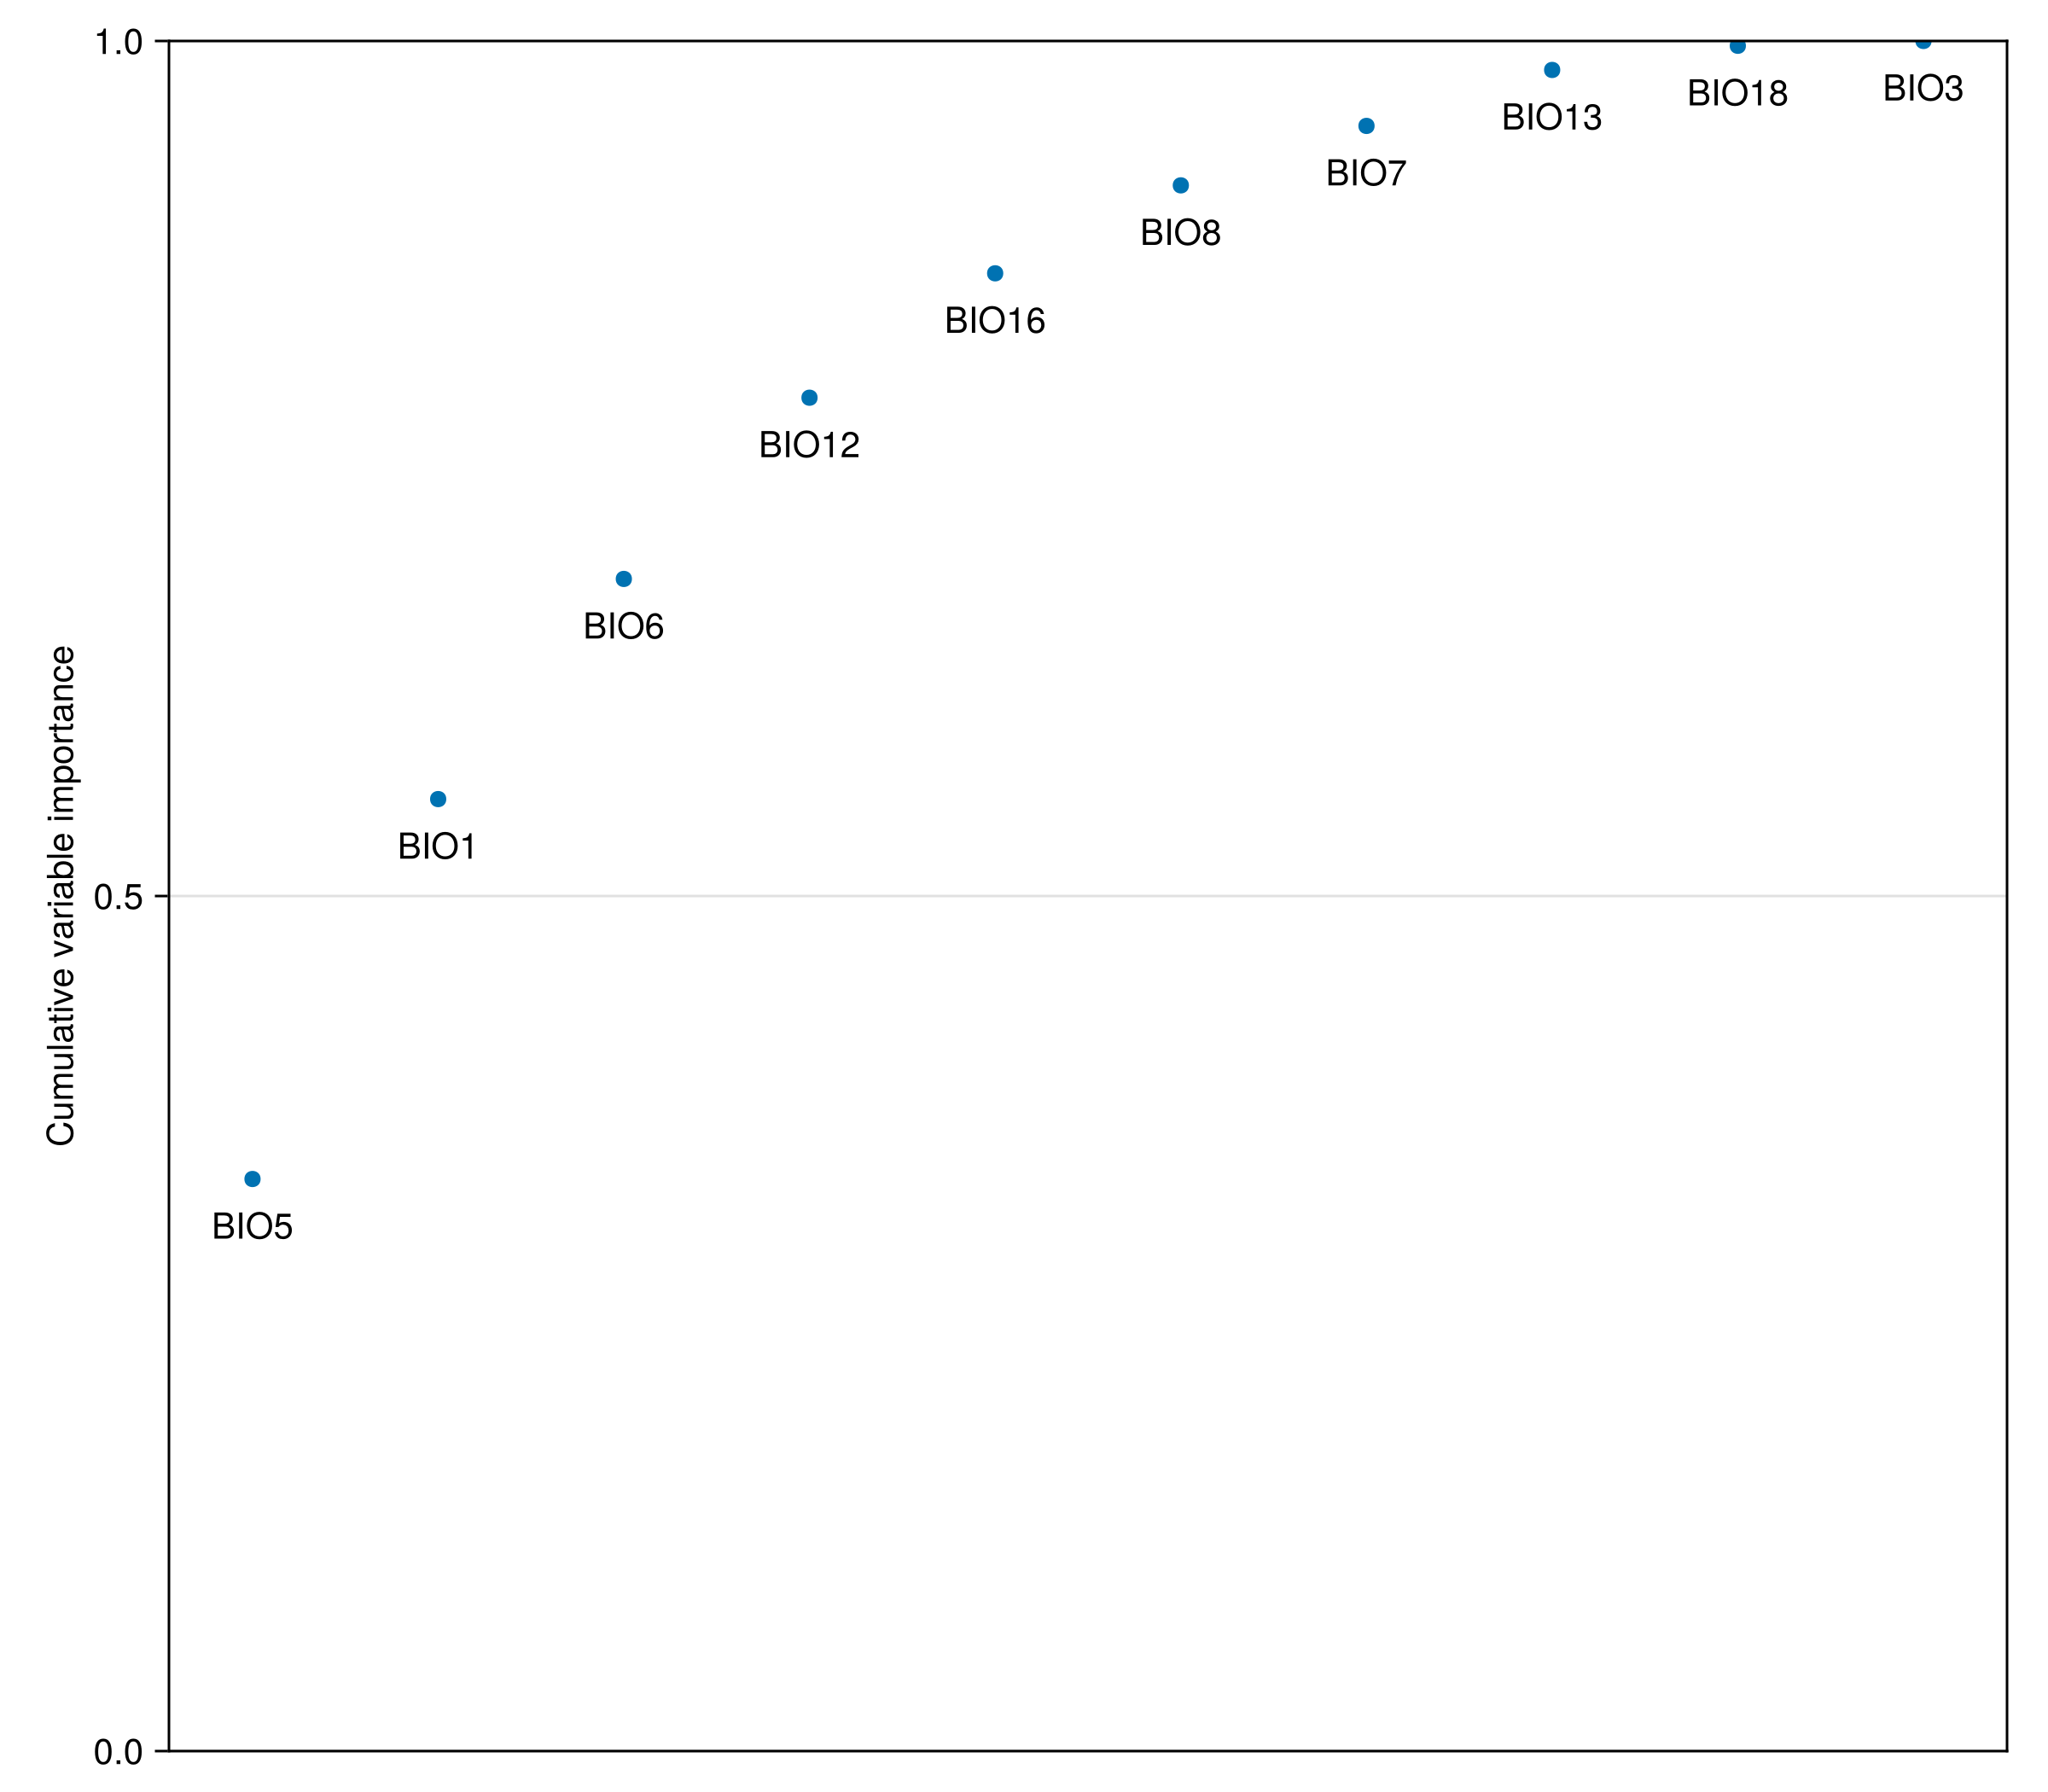 1.0
BIO3
BIO18
BIO13
BIO7
BIO8
BIO16
BIO12
BIO6
Cumulative variable importance
BIO1
0.5
BIO5
0.0